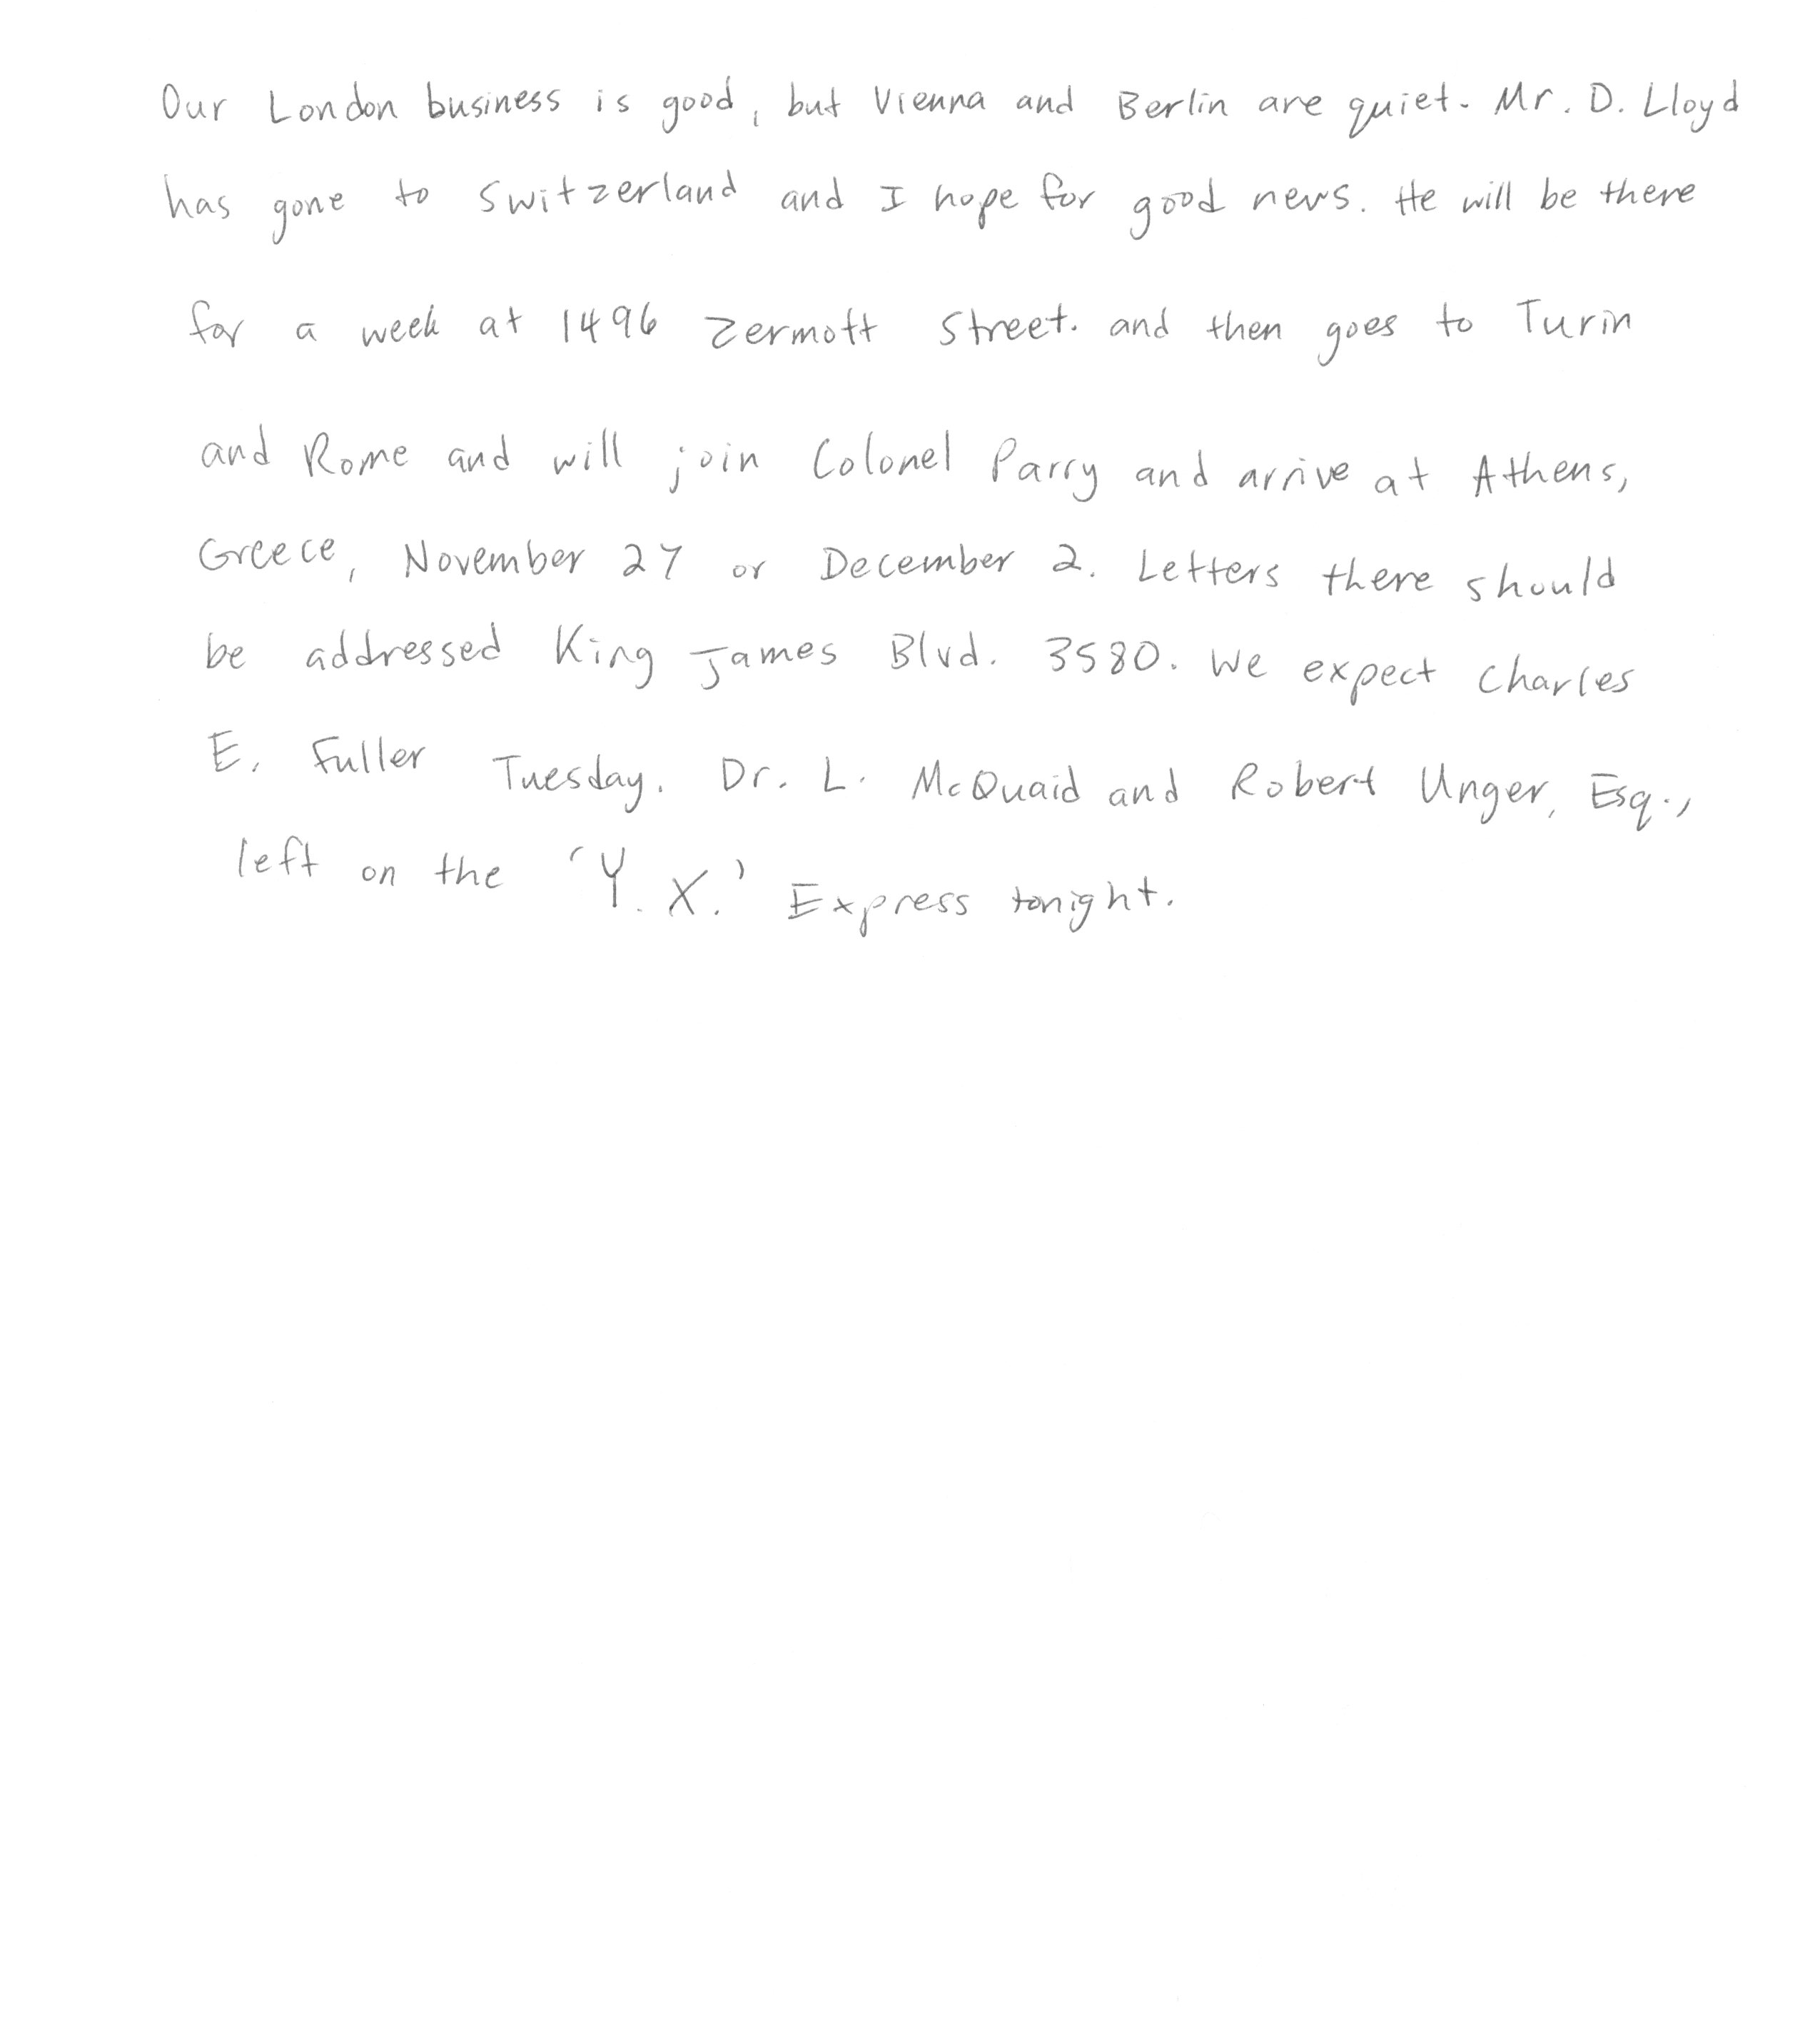 Our London business is good, but Vienna and Berlin are quiet. Mr. D. Lloyd
has gone to Switzerland and I hope for good news. He will be there
for a week at 1496 Zermott Street. and then goes to Turin
and Rome and will join Colonel Parry and arrive at Athens,
Greece, November 27 or December 2. Letters there should
be addressed King James Blvd. 3580. We expect Charles
E. Fuller Tuesday. Dr. L. McQuaid and Robert Unger, Esq.,
left on the 'Y. X.' Express tonight.